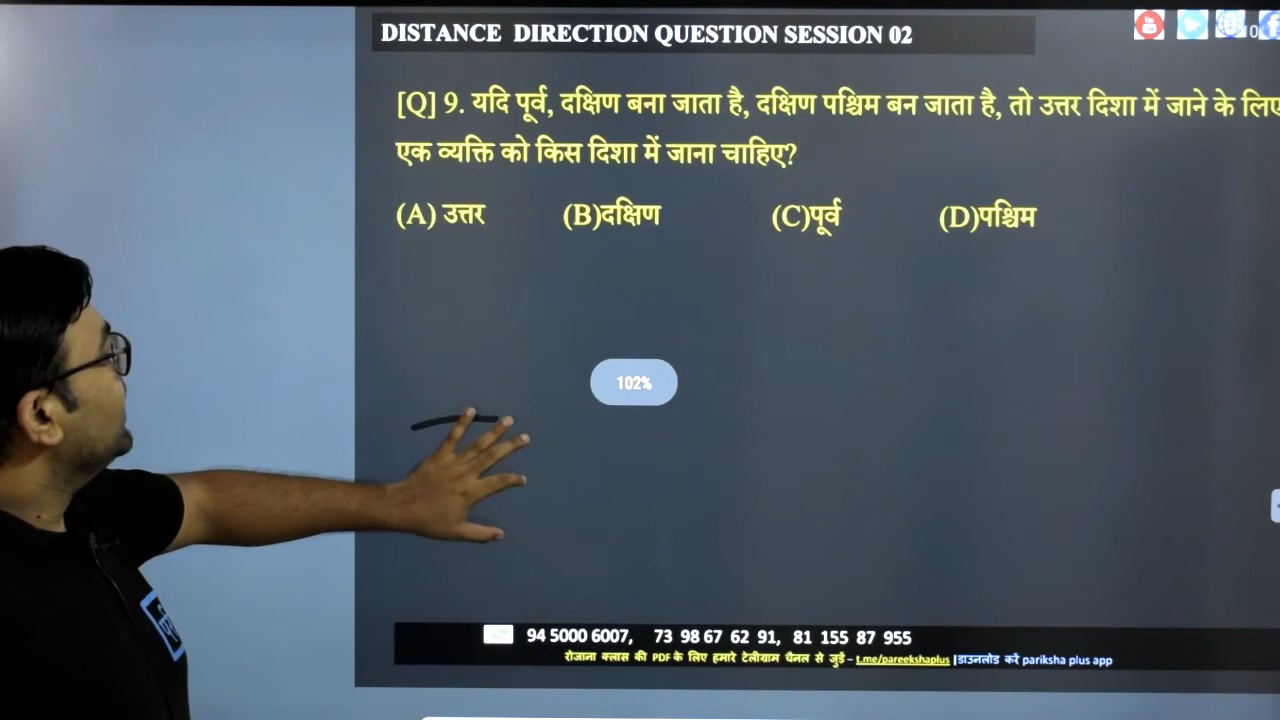 DISTANCE DIRECTION QUESTION SESSION 02
[Q] 9. यदि पूर्व, दक्षिण बना जाता है, दक्षिण पश्चिम बन जाता है, तो उत्तर दिशा में जाने के लिए
एक व्यक्ति को किस दिशा में जाना चाहिए?
(A) उत्तर (B)दक्षिण (C)पूर्व (D)पश्चिम
102%
94 5000 6007, 73 98 67 62 91, 81 155 87 955
रोजाना क्लास की PDF के लिए हमारे टेलीग्राम चैनल से जुड़ें – t.me/pareekshaplus |डाउनलोड करें pariksha plus app